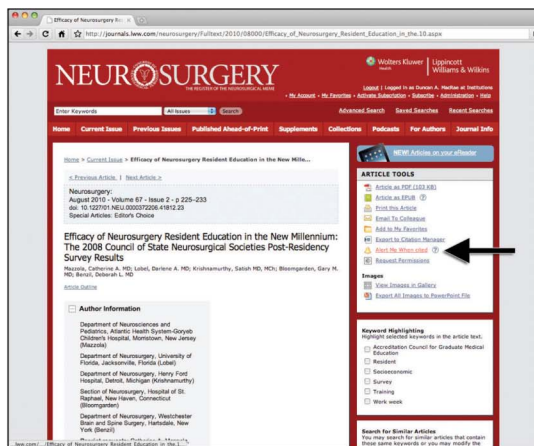 Efficacy of Neurosurgery Res
http://journals.lww.com/neurosurgery/Fulltext/2010/08000/Efficacy_of_Neurosurgery_Resident_Education_in_the.10.aspx
NEUROSURGERY
THE REGISTER OF THE NEUROSURGICAL MEME
Wolters Kluwer
Health
Lippincott
Williams & Wilkins
Logout | Logged in as Duncan A. MacRae at Institutions
• My Account • My Favorites • Activate Subscription • Subscribe • Administration • Help
Enter Keywords
All Issues
Search
Advanced Search Saved Searches Recent Searches
Home Current Issue Previous Issues Published Ahead-of-Print Supplements Collections Podcasts For Authors Journal Info
Home > Current Issue > Efficacy of Neurosurgery Resident Education in the New Mille...
< Previous Article | Next Article >
Neurosurgery:
August 2010 - Volume 67 - Issue 2 - p 225–233
doi: 10.1227/01.NEU.0000372206.41812.23
Special Articles: Editor's Choice
Efficacy of Neurosurgery Resident Education in the New Millennium:
The 2008 Council of State Neurosurgical Societies Post-Residency
Survey Results
Mazzola, Catherine A. MD; Lobel, Darlene A. MD; Krishnamurthy, Satish MD, MCh; Bloomgarden, Gary M.
MD; Benzil, Deborah L. MD
Article Outline
Author Information
Department of Neurosciences and
Pediatrics, Atlantic Health System-Goryeb
Children's Hospital, Morristown, New Jersey
(Mazzola)
Department of Neurosurgery, University of
Florida, Jacksonville, Florida (Lobel)
Department of Neurosurgery, Henry Ford
Hospital, Detroit, Michigan (Krishnamurthy)
Section of Neurosurgery, Hospital of St.
Raphael, New Haven, Connecticut
(Bloomgarden)
Department of Neurosurgery, Westchester
Brain and Spine Surgery, Hartsdale, New
York (Benzil)
NEW! Articles on your eReader
ARTICLE TOOLS
Article as PDF (103 KB)
Article as EPUB
Print this Article
Email To Colleague
Add to My Favorites
Export to Citation Manager
Alert Me When cited
Request Permissions
Images
View Images in Gallery
Export All Images to PowerPoint File
Keyword Highlighting
Highlight selected keywords in the article text.
Accreditation Council for Graduate Medical
Education
Resident
Socioeconomic
Survey
Training
Work week
Search for Similar Articles
You may search for similar articles that contain
these same keywords or you may modify the